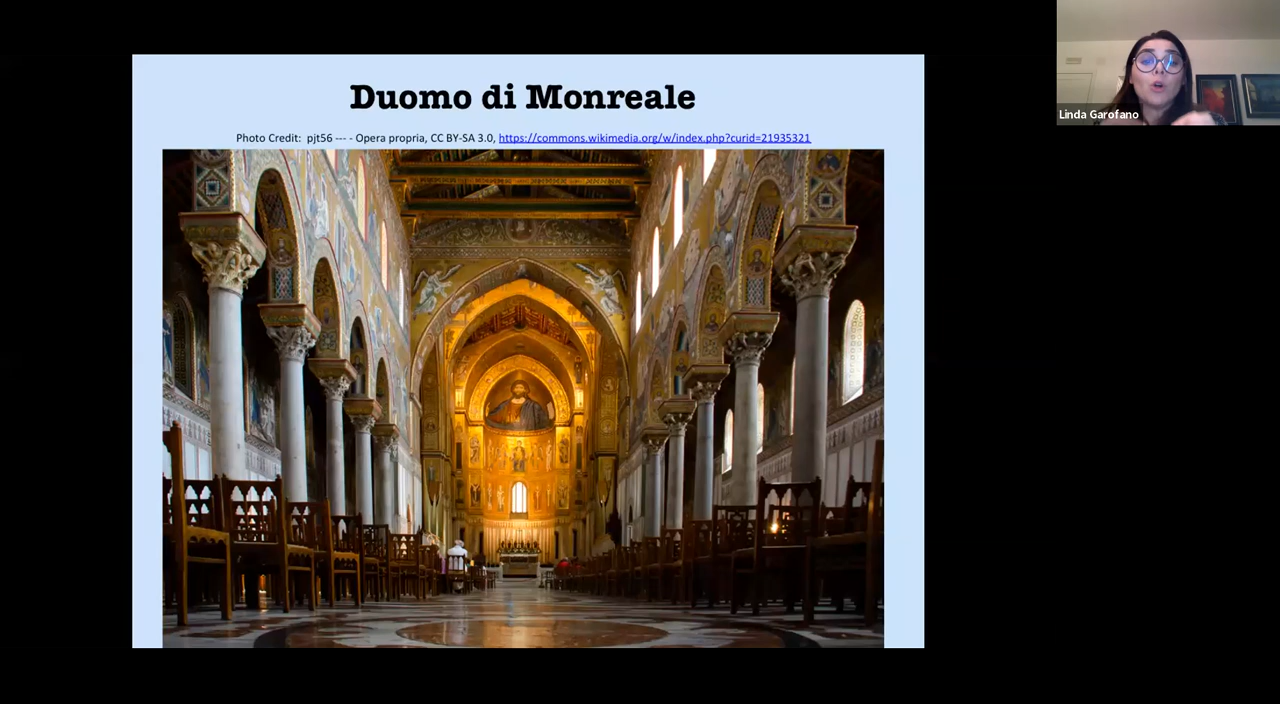 Duomo di Monreale
Photo Credit: pjt56 --- - Opera propria, CC BY-SA 3.0, https://commons.wikimedia.org/w/index.php?curid=21935321
Linda Garofano